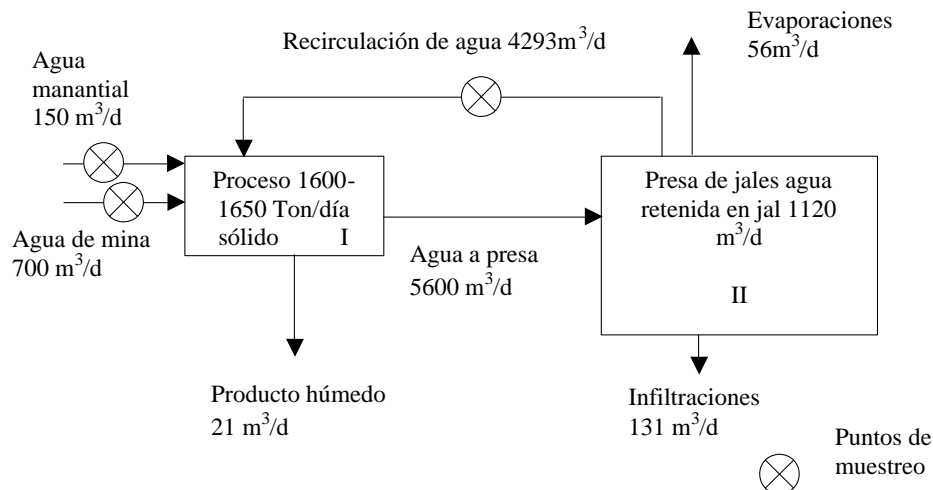 Evaporaciones
56m³/d
Recirculación de agua 4293m³/d
Agua
manantial
150 m³/d
Proceso 1600-
1650 Ton/día
sólido I
Presa de jales agua
retenida en jal 1120
m³/d
II
Agua de mina
700 m³/d
Agua a presa
5600 m³/d
Producto húmedo
21 m³/d
Infiltraciones
131 m³/d
Puntos de
muestreo